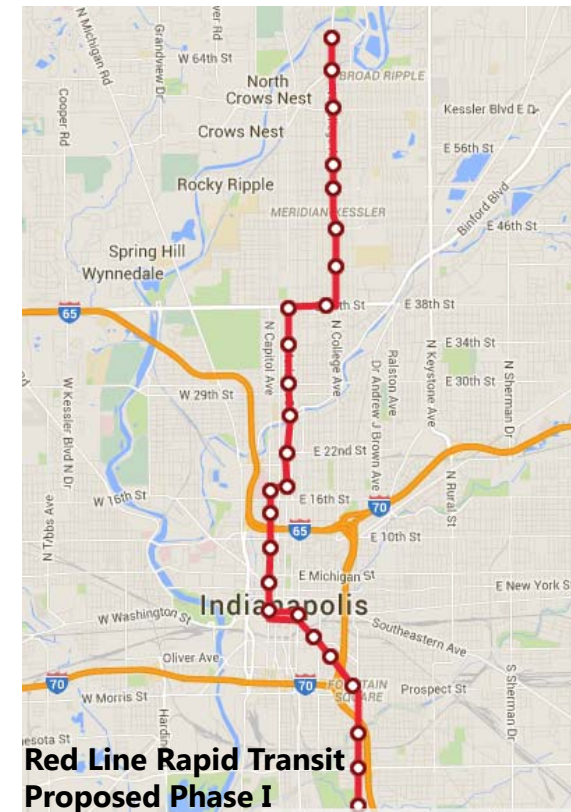 N Michigan Rd
Grandview Dr
W 64th St
BROAD RIPPLE
North
Crows Nest
Cooper Rd
Kessler Blvd E D
Crows Nest
E 56th St
Rocky Ripple
Binford Blvd
MERIDIAN KESSLER
E 46th St
Spring Hill
Wynnedale
65
th St
E 38th St
N Capitol Ave
N College Ave
E 34th St
Ralston Ave
Dr Andrew J Brown Ave
N Keystone Ave
E 30th St
N Sherman Dr
W Kessler Blvd N Dr
W 29th St
E 22nd St
W 16th St
E 16th St
70
N Rural St
N Tibbs Ave
65
E 10th St
E Michigan St
E New York S
Indianapolis
W Washington St
Southeastern Ave
Oliver Ave
70
70
FOUNTAIN
SQUARE
Prospect St
W Morris St
S Sherman Dr
Hardin
esota St
Red Line Rapid Transit
Proposed Phase I